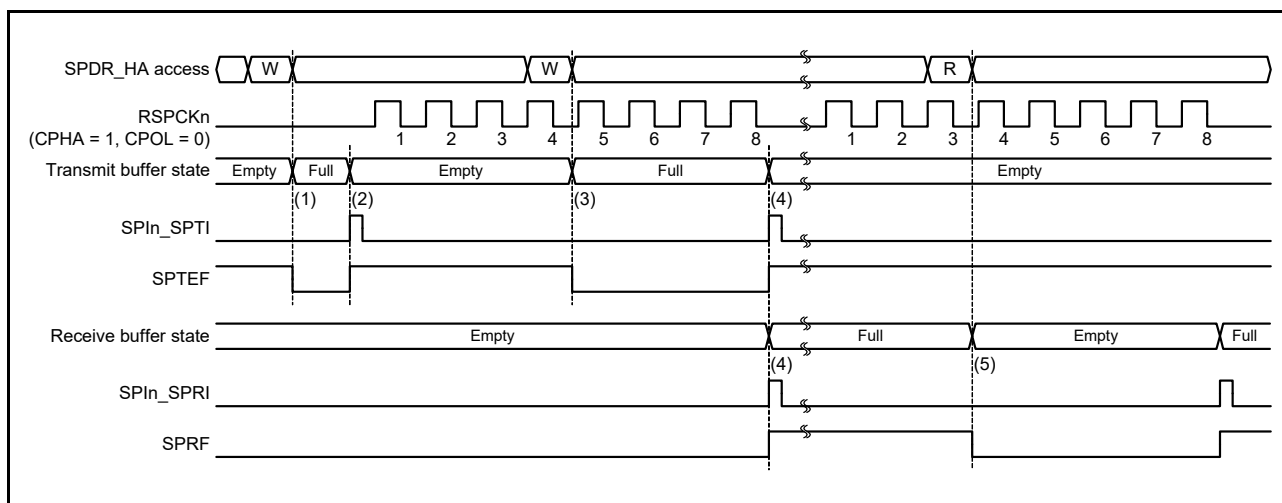 SPDR_HA access W W R
RSPCKn
(CPHA = 1, CPOL = 0)
1 2 3 4 5 6 7 8 1 2 3 4 5 6 7 8
Transmit buffer state Empty Full Empty Full Empty
(1) (2) (3) (4)
SPIn_SPTI
SPTEF
Receive buffer state Empty Full Empty Full
(4) (5)
SPIn_SPRI
SPRF